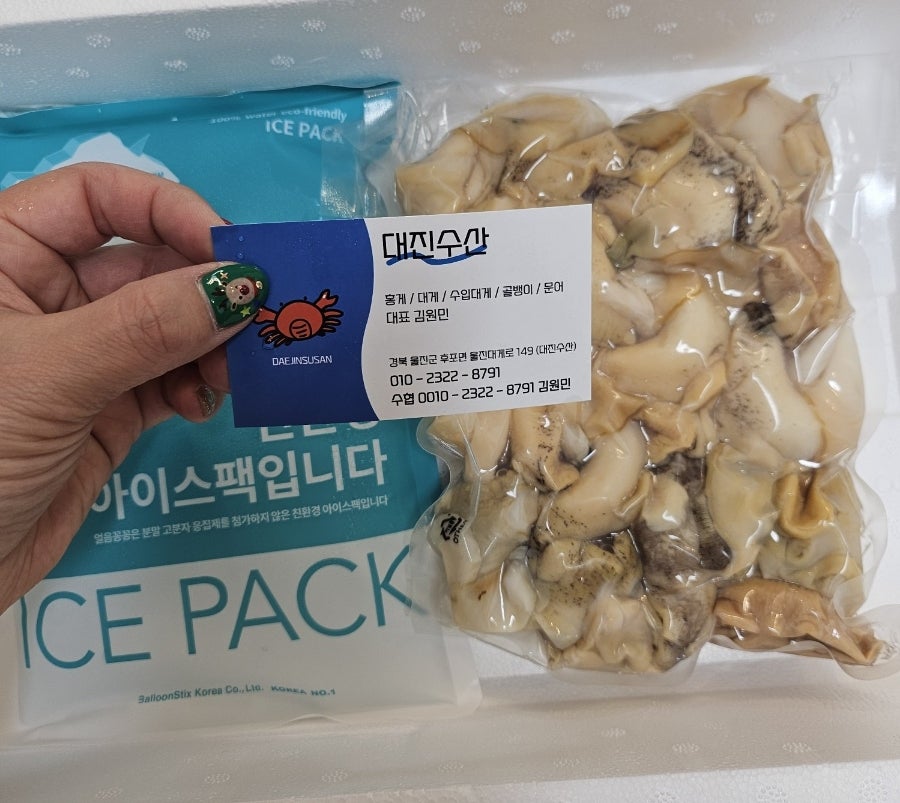 100% water eco-friendly
ICE PACK
대진수산
홍게 / 대게 / 수입대게 / 골뱅이 / 문어
대표 김원민
DAEJINSUSAN
경북 울진군 후포면 울진대게로 149 (대진수산)
010 - 2322 - 8791
수협 0010 - 2322 - 8791 김원민
아이스팩입니다
얼음꽁꽁은 분말 고분자 응집제를 첨가하지 않은 친환경 아이스팩입니다
ICE PACK
BalloonStix Korea Co.,Ltd. KOREA NO.1